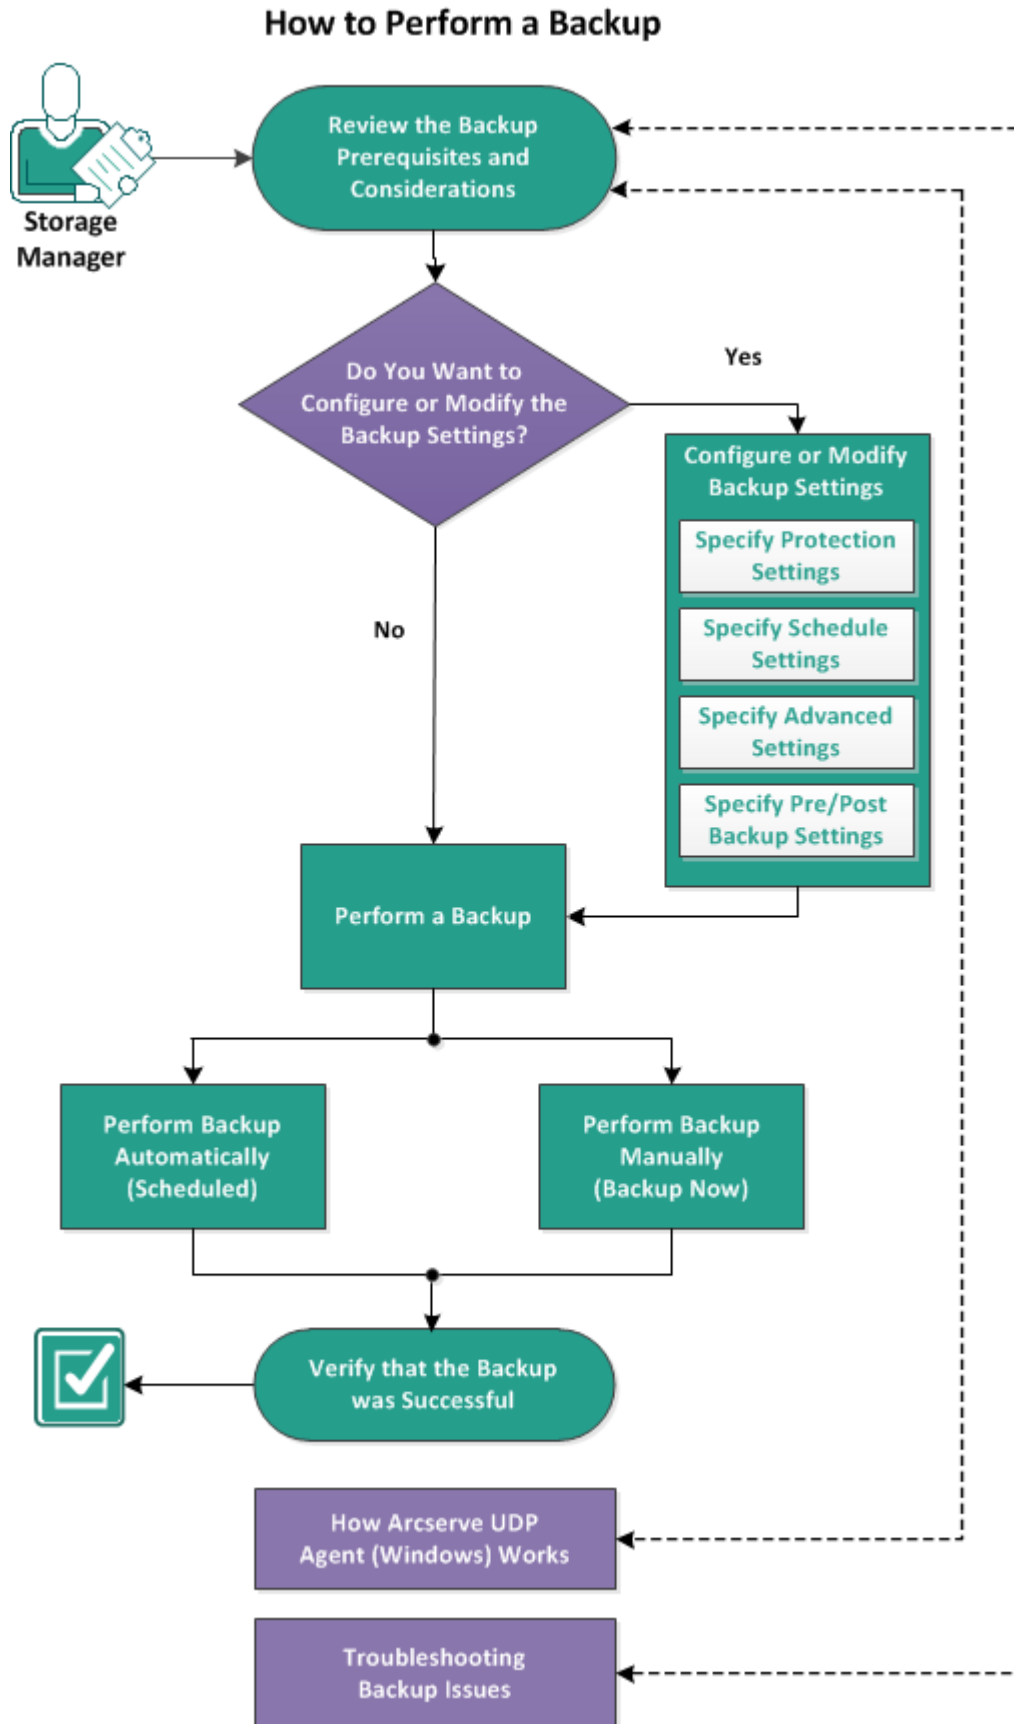 How to Perform a Backup
Storage
Manager
Review the Backup
Prerequisites and
Considerations
Do You Want to
Configure or Modify the
Backup Settings?
Yes
Configure or Modify
Backup Settings
Specify Protection
Settings
Specify Schedule
Settings
Specify Advanced
Settings
Specify Pre/Post
Backup Settings
No
Perform a Backup
Perform Backup
Automatically
(Scheduled)
Perform Backup
Manually
(Backup Now)
Verify that the Backup
was Successful
How Arcserve UDP
Agent (Windows) Works
Troubleshooting
Backup Issues